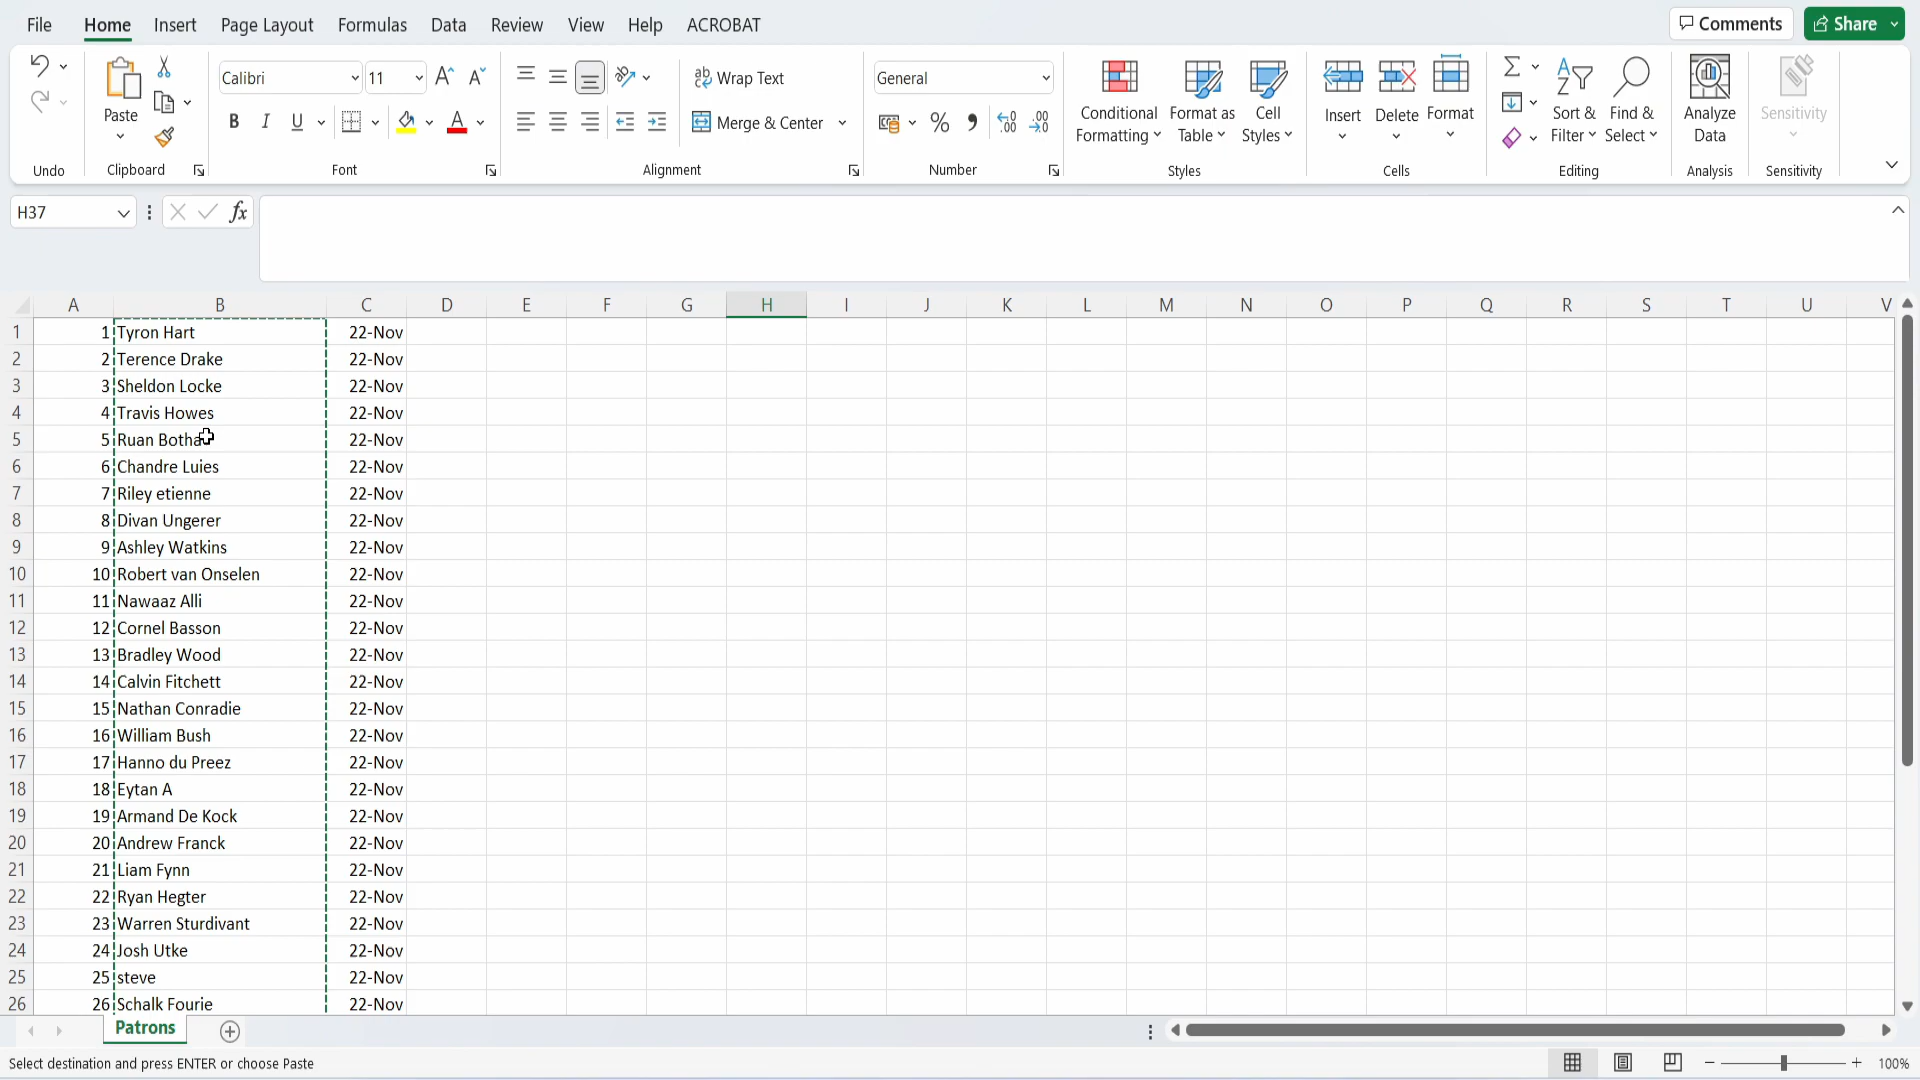 File Home Insert Page Layout Formulas Data Review View Help ACROBAT Comments Share
Calibri 11 Wrap Text General
Paste B I U Merge & Center % Conditional Formatting Format as Table Cell Styles Insert Delete Format Sort & Filter Find & Select Analyze Data Sensitivity
Undo Clipboard Font Alignment Number Styles Cells Editing Analysis Sensitivity
H37 fx
A B C D E F G H I J K L M N O P Q R S T U V
1 1 Tyron Hart 22-Nov
2 2 Terence Drake 22-Nov
3 3 Sheldon Locke 22-Nov
4 4 Travis Howes 22-Nov
5 5 Ruan Botha 22-Nov
6 6 Chandre Luies 22-Nov
7 7 Riley etienne 22-Nov
8 8 Divan Ungerer 22-Nov
9 9 Ashley Watkins 22-Nov
10 10 Robert van Onselen 22-Nov
11 11 Nawaaz Alli 22-Nov
12 12 Cornel Basson 22-Nov
13 13 Bradley Wood 22-Nov
14 14 Calvin Fitchett 22-Nov
15 15 Nathan Conradie 22-Nov
16 16 William Bush 22-Nov
17 17 Hanno du Preez 22-Nov
18 18 Eytan A 22-Nov
19 19 Armand De Kock 22-Nov
20 20 Andrew Franck 22-Nov
21 21 Liam Fynn 22-Nov
22 22 Ryan Hegter 22-Nov
23 23 Warren Sturdivant 22-Nov
24 24 Josh Utke 22-Nov
25 25 steve 22-Nov
26 26 Schalk Fourie 22-Nov
Patrons
Select destination and press ENTER or choose Paste 100%